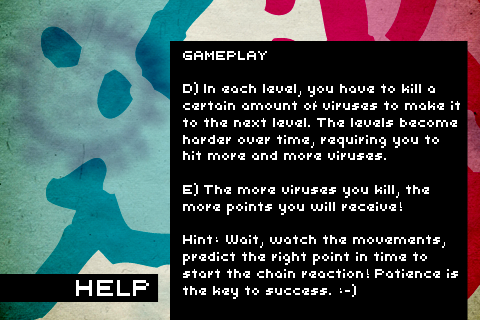 GAMEPLAY
D) In each level, you have to kill a
certain amount of viruses to make it
to the next level. The levels become
harder over time, requiring you to
hit more and more viruses.
E) The more viruses you kill, the
more points you will receive!
Hint: Wait, watch the movements,
predict the right point in time to
start the chain reaction! Patience is
the key to success. :-)
HELP